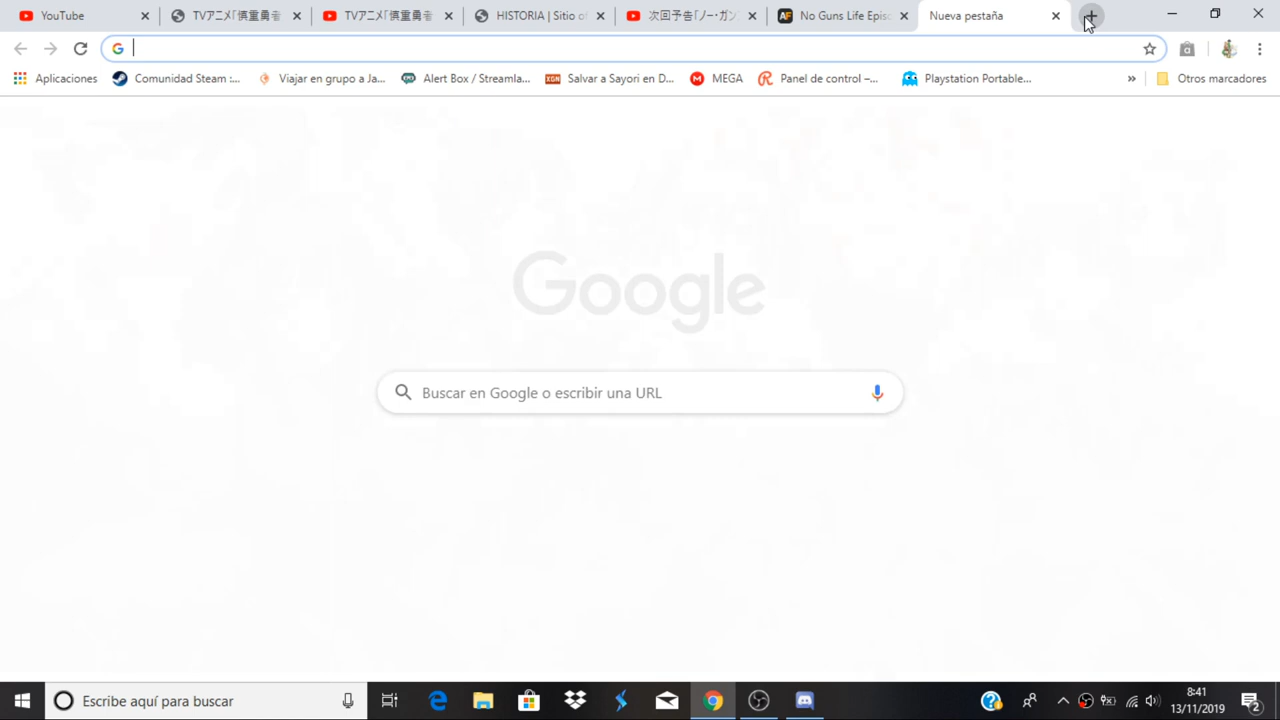 YouTube
TVアニメ「慎重勇者
TVアニメ「慎重勇者
HISTORIA | Sitio o
次回予告「ノー・ガン
No Guns Life Episo
Nueva pestaña
Aplicaciones
Comunidad Steam :...
Viajar en grupo a Ja...
Alert Box / Streamla...
XGN
Salvar a Sayori en D...
MEGA
Panel de control –...
Playstation Portable...
»
Otros marcadores
Google
Buscar en Google o escribir una URL
Escribe aquí para buscar
8:41
13/11/2019
2